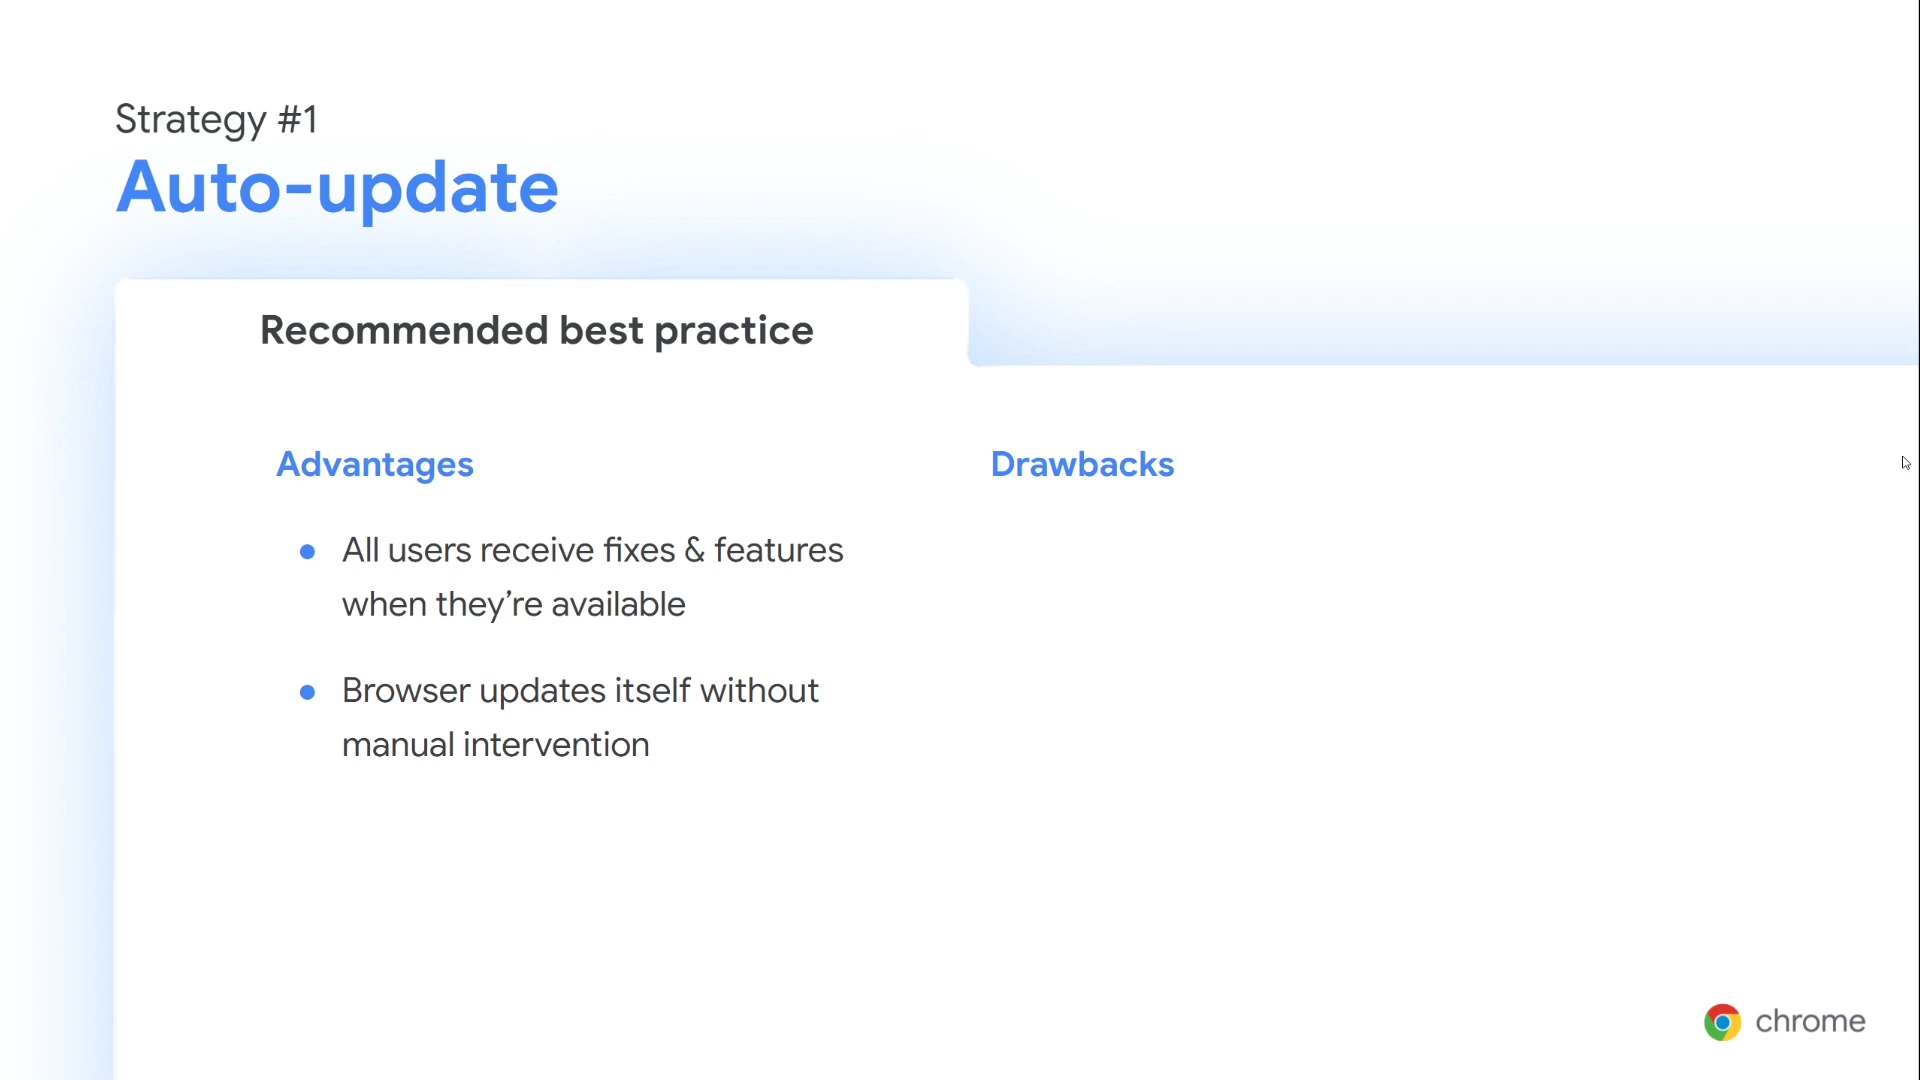 Strategy #1
Auto-update
Recommended best practice
Advantages
All users receive fixes & features
when they’re available
Browser updates itself without
manual intervention
Drawbacks
chrome